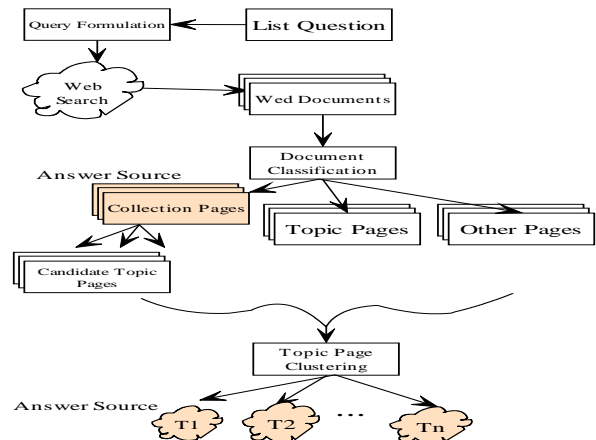 Query Formulation
List Question
Web
Search
Wed Documents
Document
Classification
Answer Source
Collection Pages
Topic Pages
Other Pages
Candidate Topic
Pages
Topic Page
Clustering
Answer Source
T1
T2
...
Tn